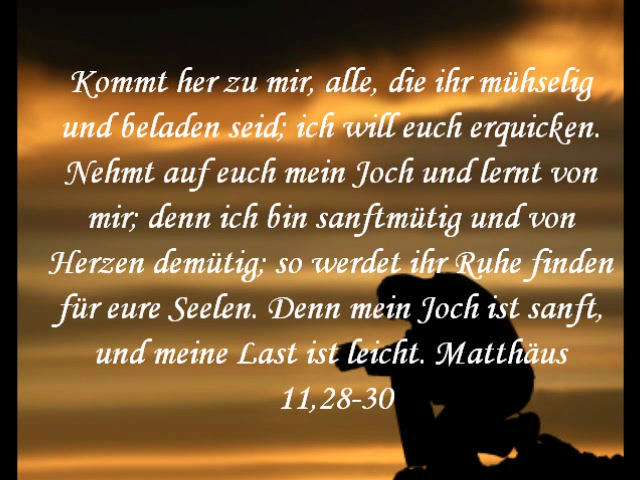 Kommt her zu mir, alle, die ihr mühselig
und beladen seid; ich will euch erquicken.
Nehmt auf euch mein Joch und lernt von
mir; denn ich bin sanftmütig und von
Herzen demütig; so werdet ihr Ruhe finden
für eure Seelen. Denn mein Joch ist sanft,
und meine Last ist leicht. Matthäus
11,28-30